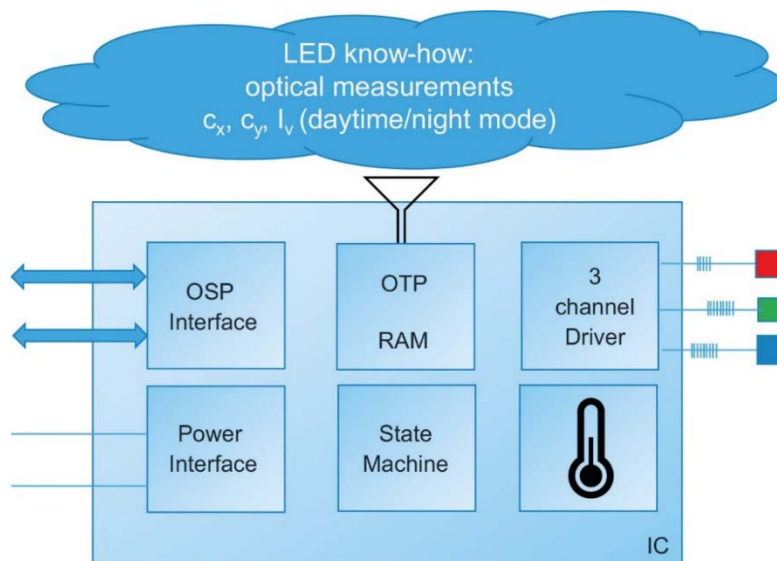 LED know-how:
optical measurements
cx, cy, Iv (daytime/night mode)
OSP
Interface
OTP
RAM
3
channel
Driver
Power
Interface
State
Machine
IC